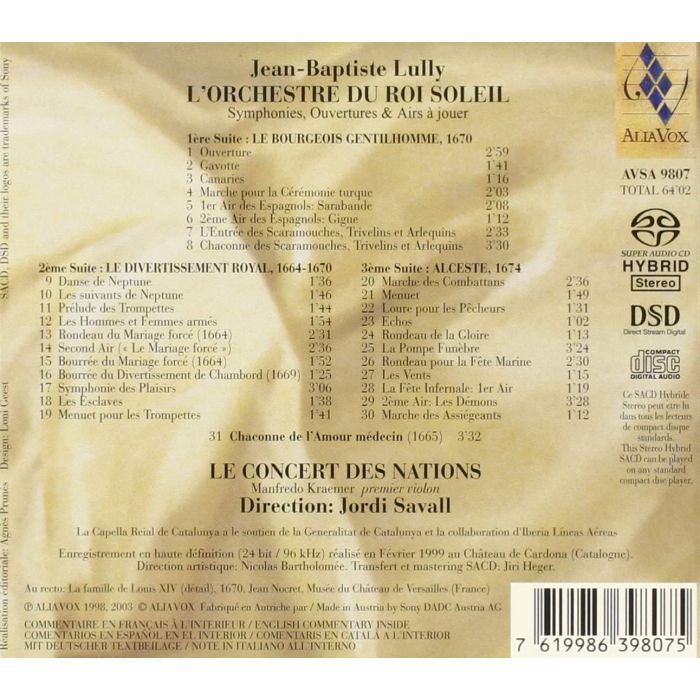 Jean-Baptiste Lully
L'ORCHESTRE DU ROI SOLEIL
Symphonies, Ouvertures & Airs à jouer
1ère Suite : LE BOURGEOIS GENTILHOMME, 1670
1 Ouverture 2'59
2 Gavotte 1'41
3 Canaries 1'16
4 Marche pour la Cérémonie turque 2'03
5 1er Air des Espagnols: Sarabande 2'08
6 2ème Air des Espagnols: Gigue 1'12
7 L'Entrée des Scaramouches, Trivelins et Arlequins 2'33
8 Chaconne des Scaramouches, Trivelins et Arlequins 3'30
2ème Suite : LE DIVERTISSEMENT ROYAL, 1664-1670
9 Danse de Neptune 1'36
10 Les suivants de Neptune 1'46
11 Prélude des Trompettes 1'44
12 Les Hommes et Femmes armés 1'54
13 Rondeau du Mariage forcé (1664) 2'31
14 Second Air (« Le Mariage forcé ») 2'36
15 Bourrée du Mariage forcé (1664) 1'52
16 Bourrée du Divertissement de Chambord (1669) 1'25
17 Symphonie des Plaisirs 3'06
18 Les Esclaves 1'38
19 Menuet pour les Trompettes 1'41
3ème Suite : ALCESTE, 1674
20 Marche des Combattans 2'36
21 Menuet 1'49
22 Loure pour les Pêcheurs 1'31
23 Echos 1'02
24 Rondeau de la Gloire 1'13
25 La Pompe Funèbre 3'24
26 Rondeau pour la Fête Marine 2'30
27 Les Vents 1'15
28 La Fête Infernale: 1er Air 1'19
29 2ème Air: Les Démons 3'28
30 Marche des Assiégeants 1'12
31 Chaconne de l'Amour médecin (1665) 3'32
LE CONCERT DES NATIONS
Manfredo Kraemer premier violon
Direction: Jordi Savall
La Capella Reial de Catalunya a le soutien de la Generalitat de Catalunya et la collaboration d'Iberia Líneas Aéreas
Enregistrement en haute définition (24 bit / 96 kHz) réalisé en Février 1999 au Château de Cardona (Catalogne).
Direction artistique: Nicolas Bartholomée. Transfert et mastering SACD: Jiri Heger.
Au recto: La famille de Louis XIV (détail), 1670, Jean Nocret. Musée du Château de Versailles (France)
℗ ALIAVOX 1998, 2003 © ALIAVOX Fabriqué en Autriche par / Made in Austria by Sony DADC Austria AG
COMMENTAIRE EN FRANÇAIS À L'INTERIEUR / ENGLISH COMMENTARY INSIDE
COMENTARIOS EN ESPAÑOL EN EL INTERIOR / COMENTARIS EN CATALÀ A L'INTERIOR
MIT DEUTSCHER TEXTBEILAGE / NOTE IN ITALIANO ALL'INTERNO
ALIAVOX
AVSA 9807
TOTAL 64'02
SUPER AUDIO CD
HYBRID
Stereo
DSD
Direct Stream Digital
COMPACT
disc
DIGITAL AUDIO
Ce SACD Hybride
Stereo peut etre lu
dans tous les lecteurs
de compact disque
standards.
This Stereo Hybrid
SACD can be played
on any standard
compact disc player.
7 619986 398075
SACD, DSD and their logos are trademarks of Sony
Design: Lomi Geest
Réalisation éditoriale: Agnès Prunés